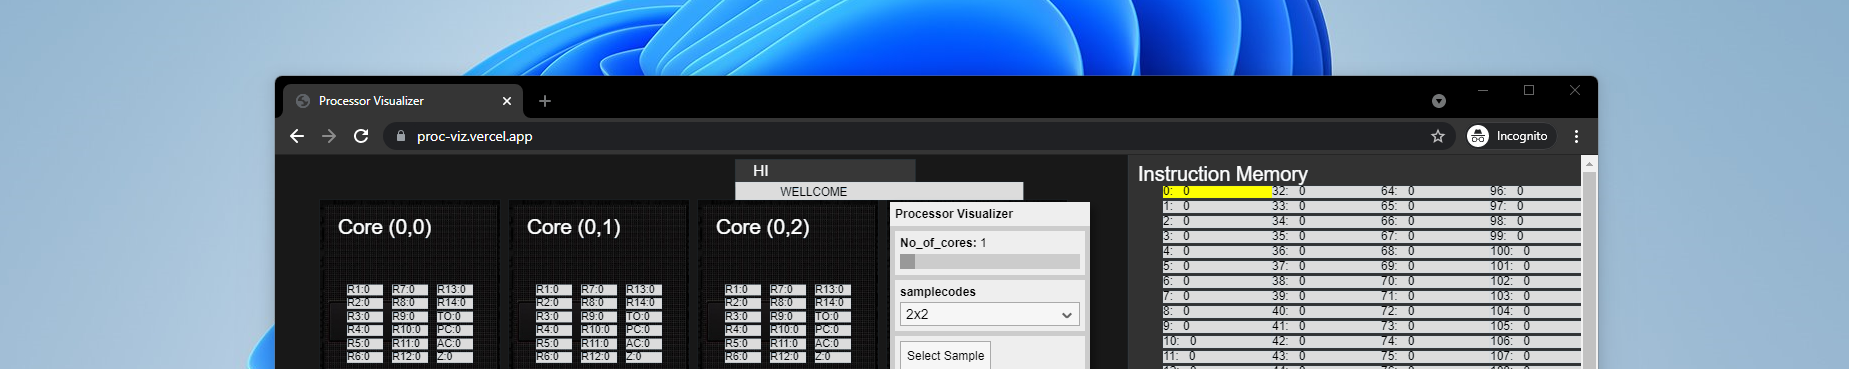 Processor Visualizer
proc-viz.vercel.app
Incognito
HI
WELLCOME
Core (0,0)
R1:0 R7:0 R13:0
R2:0 R8:0 R14:0
R3:0 R9:0 TO:0
R4:0 R10:0 PC:0
R5:0 R11:0 AC:0
R6:0 R12:0 Z:0
Core (0,1)
R1:0 R7:0 R13:0
R2:0 R8:0 R14:0
R3:0 R9:0 TO:0
R4:0 R10:0 PC:0
R5:0 R11:0 AC:0
R6:0 R12:0 Z:0
Core (0,2)
R1:0 R7:0 R13:0
R2:0 R8:0 R14:0
R3:0 R9:0 TO:0
R4:0 R10:0 PC:0
R5:0 R11:0 AC:0
R6:0 R12:0 Z:0
Processor Visualizer
No_of_cores: 1
samplecodes
2x2
Select Sample
Instruction Memory
0: 0 32: 0 64: 0 96: 0
1: 0 33: 0 65: 0 97: 0
2: 0 34: 0 66: 0 98: 0
3: 0 35: 0 67: 0 99: 0
4: 0 36: 0 68: 0 100: 0
5: 0 37: 0 69: 0 101: 0
6: 0 38: 0 70: 0 102: 0
7: 0 39: 0 71: 0 103: 0
8: 0 40: 0 72: 0 104: 0
9: 0 41: 0 73: 0 105: 0
10: 0 42: 0 74: 0 106: 0
11: 0 43: 0 75: 0 107: 0